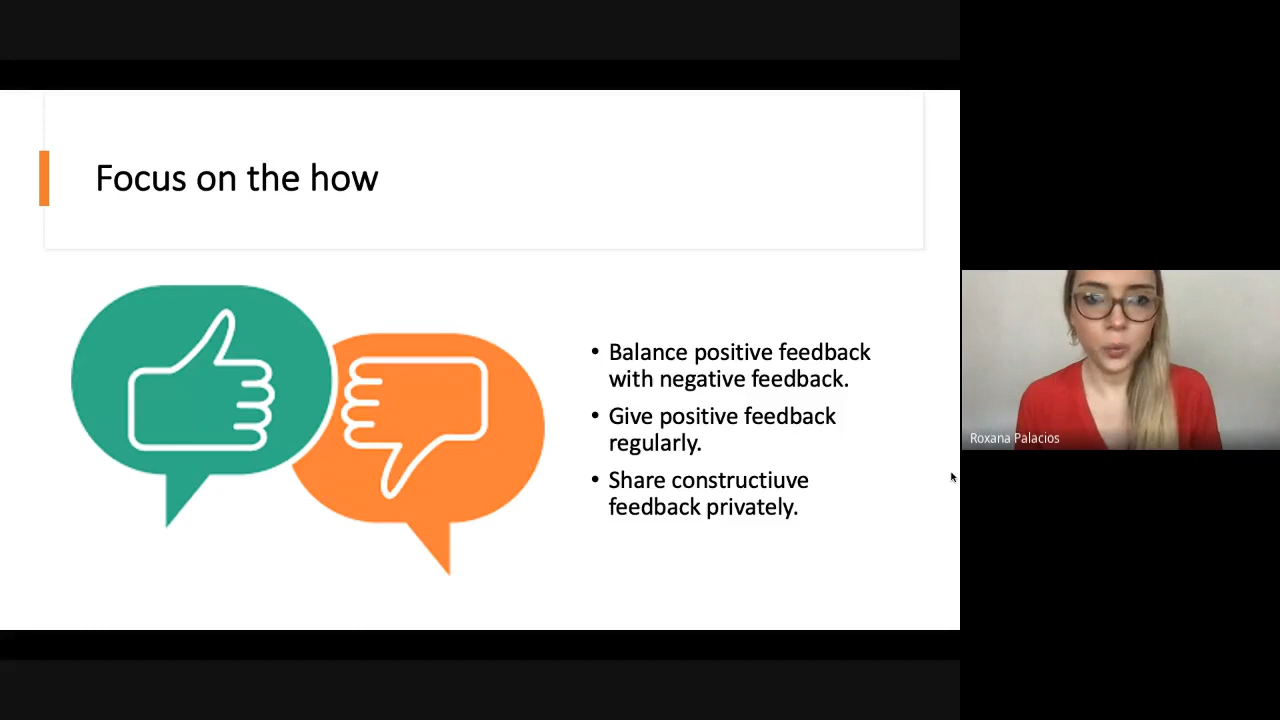 Focus on the how
• Balance positive feedback
with negative feedback.
• Give positive feedback
regularly.
• Share constructiuve
feedback privately.
Roxana Palacios